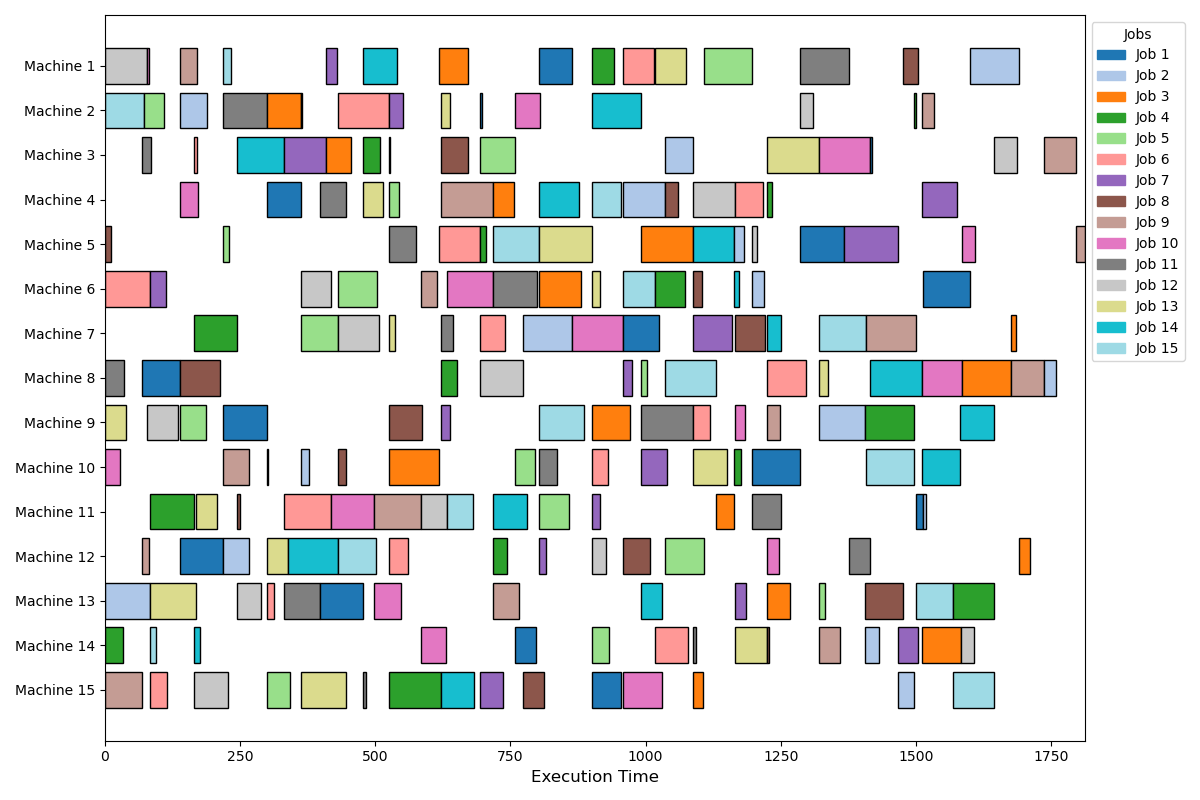 Machine 1
Machine 2
Machine 3
Machine 4
Machine 5
Machine 6
Machine 7
Machine 8
Machine 9
Machine 10
Machine 11
Machine 12
Machine 13
Machine 14
Machine 15
0 250 500 750 1000 1250 1500 1750
Execution Time
Jobs
Job 1
Job 2
Job 3
Job 4
Job 5
Job 6
Job 7
Job 8
Job 9
Job 10
Job 11
Job 12
Job 13
Job 14
Job 15